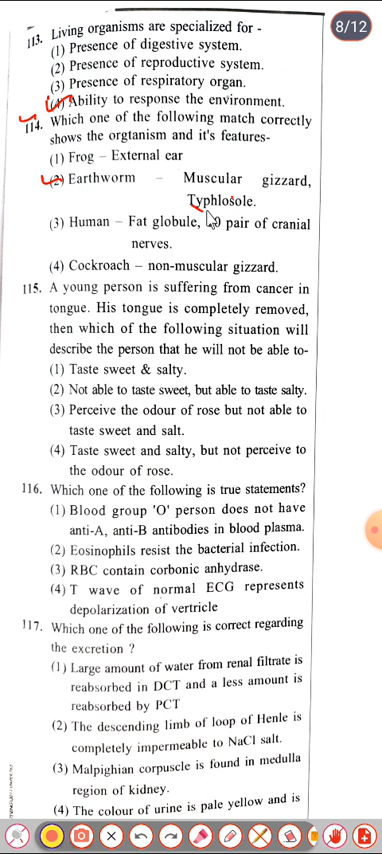 8/12
113. Living organisms are specialized for -
(1) Presence of digestive system.
(2) Presence of reproductive system.
(3) Presence of respiratory organ.
(4) Ability to response the environment.
114. Which one of the following match correctly
shows the orgtanism and it's features-
(1) Frog - External ear
(2) Earthworm - Muscular gizzard,
Typhlosole.
(3) Human - Fat globule, pair of cranial
nerves.
(4) Cockroach - non-muscular gizzard.
115. A young person is suffering from cancer in
tongue. His tongue is completely removed,
then which of the following situation will
describe the person that he will not be able to-
(1) Taste sweet & salty.
(2) Not able to taste sweet, but able to taste salty.
(3) Perceive the odour of rose but not able to
taste sweet and salt.
(4) Taste sweet and salty, but not perceive to
the odour of rose.
116. Which one of the following is true statements?
(1) Blood group 'O' person does not have
anti-A, anti-B antibodies in blood plasma.
(2) Eosinophils resist the bacterial infection.
(3) RBC contain corbonic anhydrase.
(4) T wave of normal ECG represents
depolarization of vertricle
117. Which one of the following is correct regarding
the excretion ?
(1) Large amount of water from renal filtrate is
reabsorbed in DCT and a less amount is
reabsorbed by PCT
(2) The descending limb of loop of Henle is
completely impermeable to NaCl salt.
(3) Malpighian corpuscle is found in medulla
region of kidney.
(4) The colour of urine is pale yellow and is